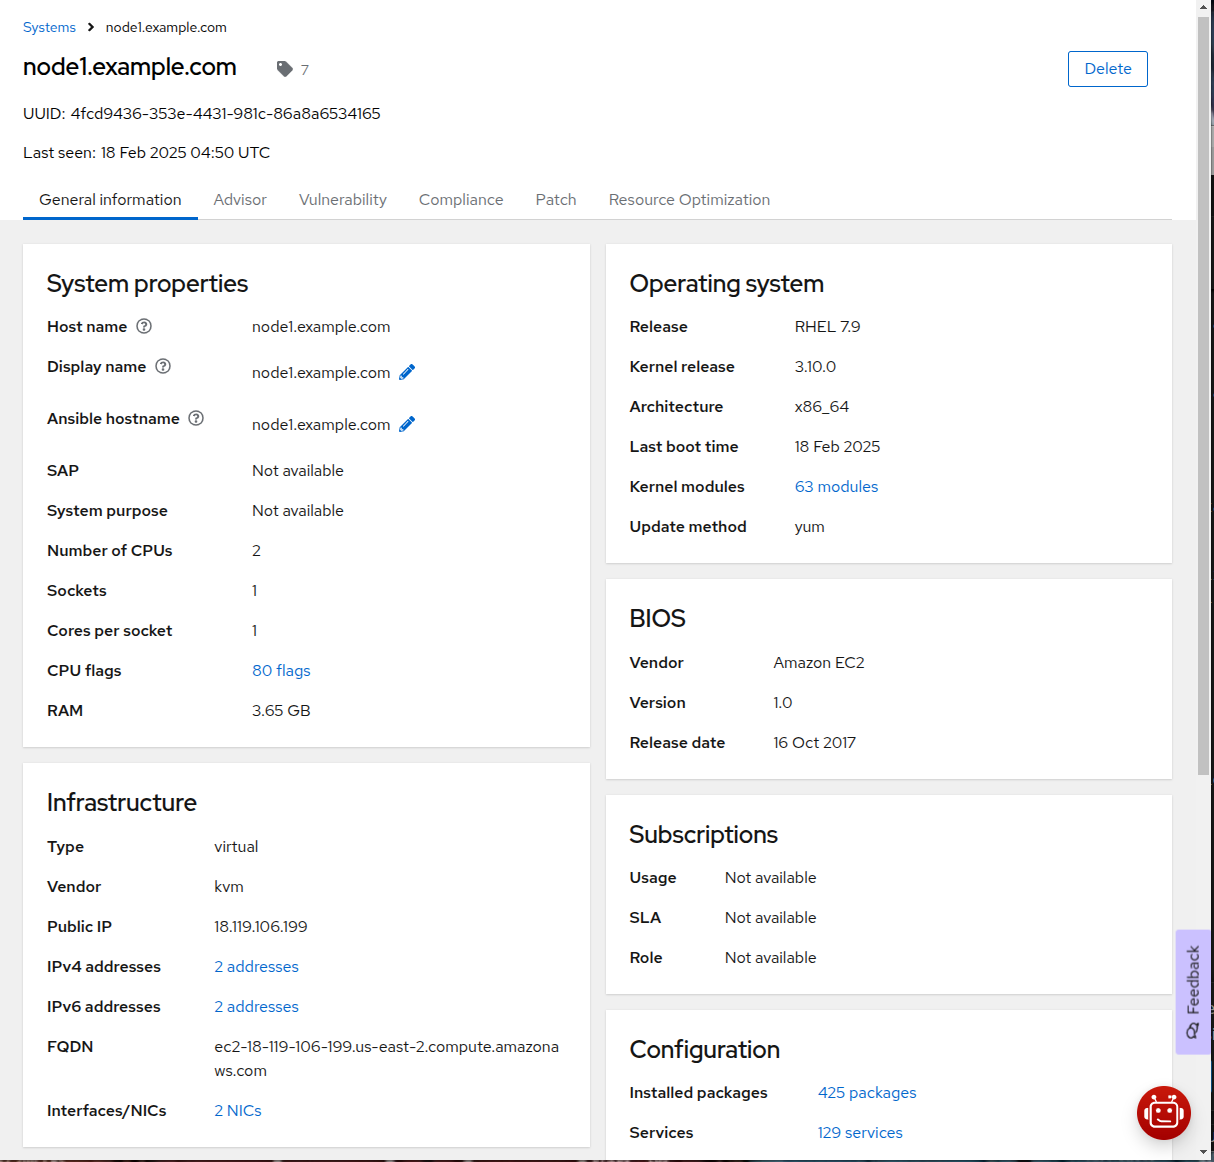 Systems > node1.example.com
node1.example.com 7
Delete
UUID: 4fcd9436-353e-4431-981c-86a8a6534165
Last seen: 18 Feb 2025 04:50 UTC
General information Advisor Vulnerability Compliance Patch Resource Optimization
System properties
Host name node1.example.com
Display name node1.example.com
Ansible hostname node1.example.com
SAP Not available
System purpose Not available
Number of CPUs 2
Sockets 1
Cores per socket 1
CPU flags 80 flags
RAM 3.65 GB
Infrastructure
Type virtual
Vendor kvm
Public IP 18.119.106.199
IPv4 addresses 2 addresses
IPv6 addresses 2 addresses
FQDN ec2-18-119-106-199.us-east-2.compute.amazona
ws.com
Interfaces/NICs 2 NICs
Operating system
Release RHEL 7.9
Kernel release 3.10.0
Architecture x86_64
Last boot time 18 Feb 2025
Kernel modules 63 modules
Update method yum
BIOS
Vendor Amazon EC2
Version 1.0
Release date 16 Oct 2017
Subscriptions
Usage Not available
SLA Not available
Role Not available
Configuration
Installed packages 425 packages
Services 129 services
Feedback